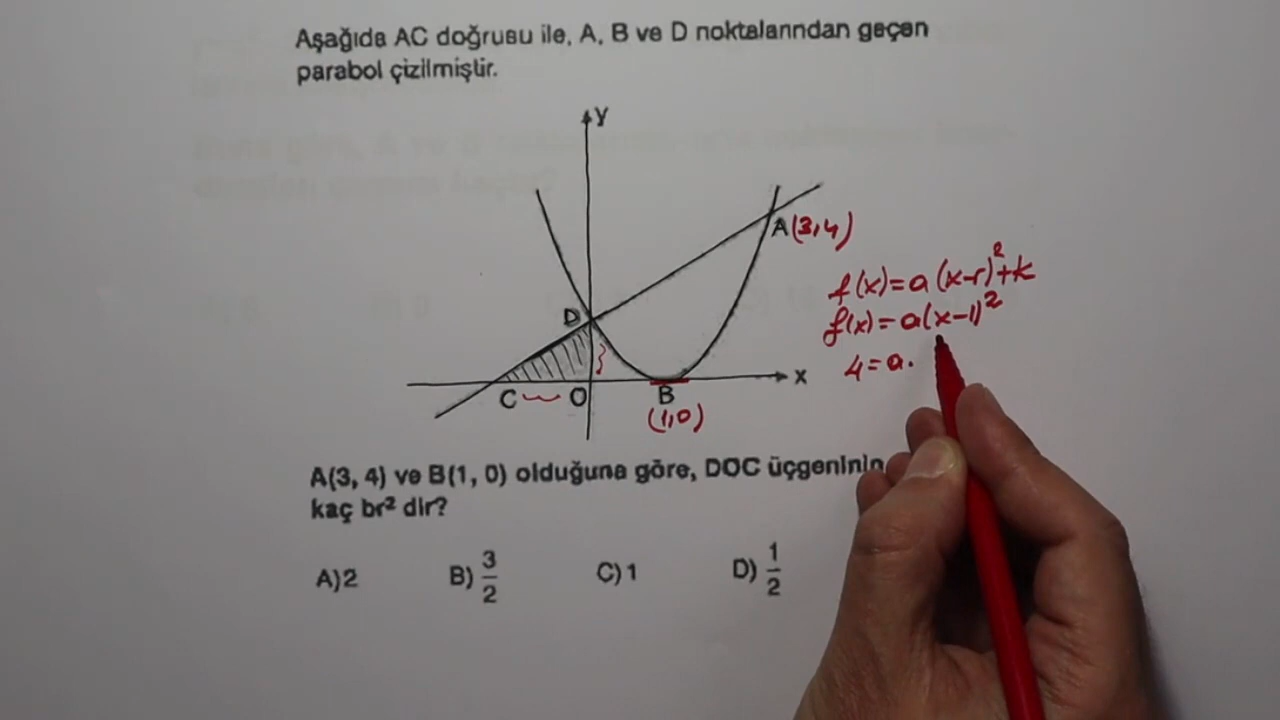 Aşağıda AC doğrusu ile, A, B ve D noktalarından geçen
parabol çizilmiştir.
y
A(3,4)
f(x)=a(x-r)²+k
f(x)=a(x-1)²
4=a.
D
x
C O B
(1,0)
A(3, 4) ve B(1, 0) olduğuna göre, DOC üçgeninin
kaç br² dir?
A) 2 B) 3/2 C) 1 D) 1/2